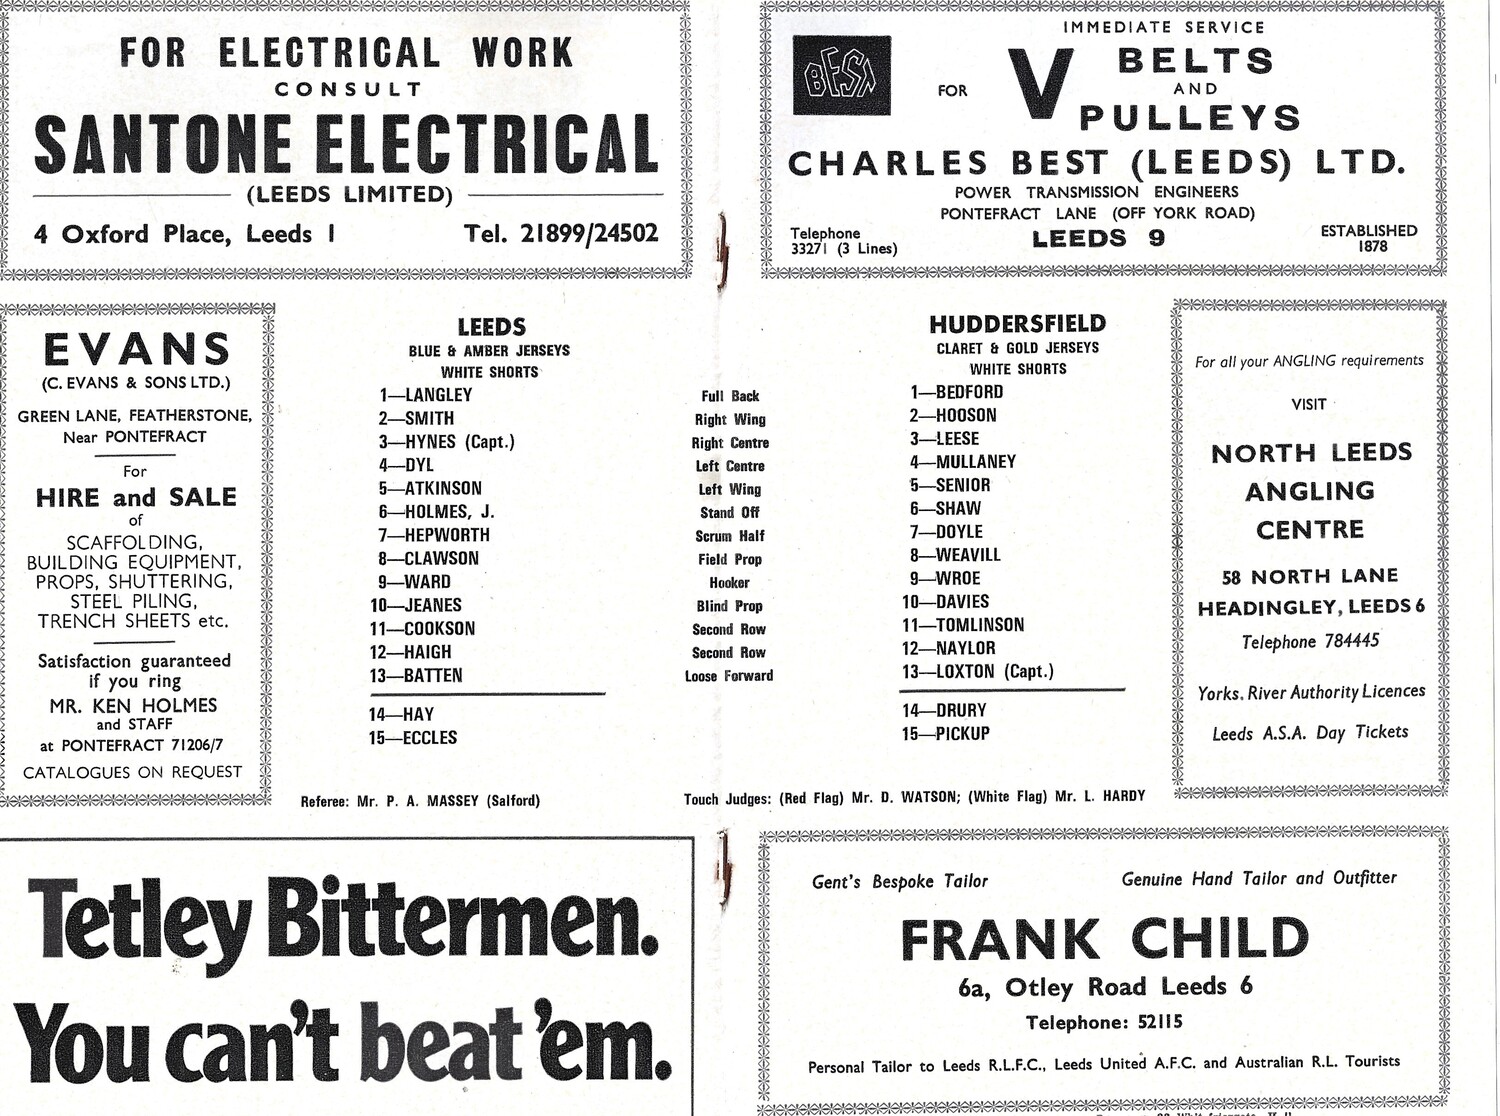 FOR ELECTRICAL WORK
CONSULT
SANTONE ELECTRICAL
(LEEDS LIMITED)
4 Oxford Place, Leeds 1 Tel. 21899/24502
BESA
IMMEDIATE SERVICE
FOR V BELTS
AND
PULLEYS
CHARLES BEST (LEEDS) LTD.
POWER TRANSMISSION ENGINEERS
PONTEFRACT LANE (OFF YORK ROAD)
LEEDS 9
Telephone
33271 (3 Lines)
ESTABLISHED
1878
EVANS
(C. EVANS & SONS LTD.)
GREEN LANE, FEATHERSTONE,
Near PONTEFRACT
For
HIRE and SALE
of
SCAFFOLDING,
BUILDING EQUIPMENT,
PROPS, SHUTTERING,
STEEL PILING,
TRENCH SHEETS etc.
Satisfaction guaranteed
if you ring
MR. KEN HOLMES
and STAFF
at PONTEFRACT 71206/7
CATALOGUES ON REQUEST
LEEDS
BLUE & AMBER JERSEYS
WHITE SHORTS
1—LANGLEY
2—SMITH
3—HYNES (Capt.)
4—DYL
5—ATKINSON
6—HOLMES, J.
7—HEPWORTH
8—CLAWSON
9—WARD
10—JEANES
11—COOKSON
12—HAIGH
13—BATTEN
14—HAY
15—ECCLES
Full Back
Right Wing
Right Centre
Left Centre
Left Wing
Stand Off
Scrum Half
Field Prop
Hooker
Blind Prop
Second Row
Second Row
Loose Forward
HUDDERSFIELD
CLARET & GOLD JERSEYS
WHITE SHORTS
1—BEDFORD
2—HOOSON
3—LEESE
4—MULLANEY
5—SENIOR
6—SHAW
7—DOYLE
8—WEAVILL
9—WROE
10—DAVIES
11—TOMLINSON
12—NAYLOR
13—LOXTON (Capt.)
14—DRURY
15—PICKUP
Referee: Mr. P. A. MASSEY (Salford)
Touch Judges: (Red Flag) Mr. D. WATSON; (White Flag) Mr. L. HARDY
For all your ANGLING requirements
VISIT
NORTH LEEDS
ANGLING
CENTRE
58 NORTH LANE
HEADINGLEY, LEEDS 6
Telephone 784445
Yorks. River Authority Licences
Leeds A.S.A. Day Tickets
Tetley Bittermen.
You can't beat 'em.
Gent's Bespoke Tailor Genuine Hand Tailor and Outfitter
FRANK CHILD
6a, Otley Road Leeds 6
Telephone: 52115
Personal Tailor to Leeds R.L.F.C., Leeds United A.F.C. and Australian R.L. Tourists